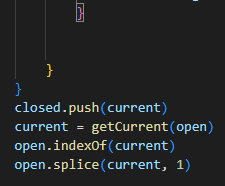 }
}
}
closed.push(current)
current = getCurrent(open)
open.indexOf(current)
open.splice(current, 1)